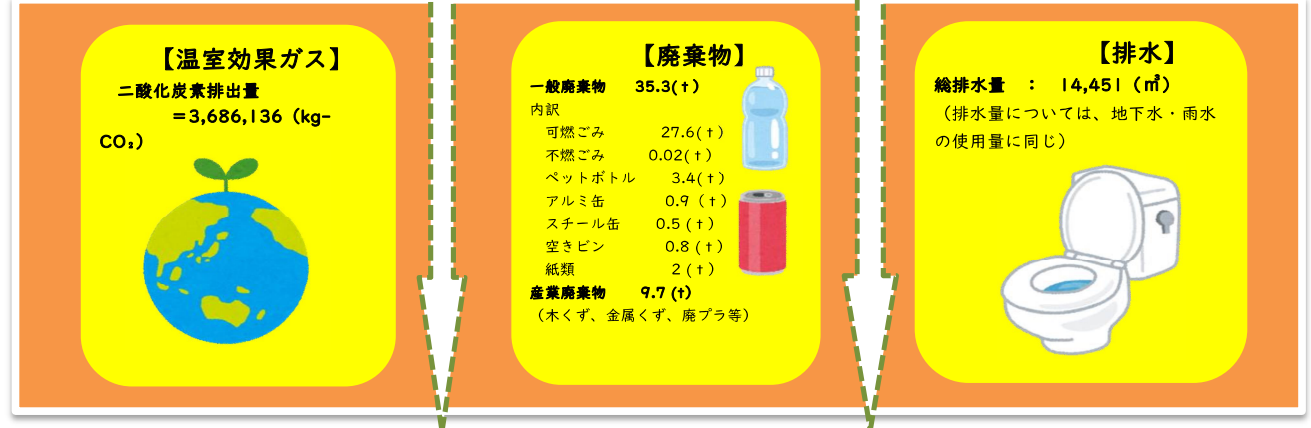 【温室効果ガス】
二酸化炭素排出量
＝3,686,136（kg-
CO₂）
【廃棄物】
一般廃棄物　35.3(t)
内訳
可燃ごみ　27.6(t)
不燃ごみ　0.02(t)
ペットボトル　3.4(t)
アルミ缶　0.9（t）
スチール缶　0.5(t)
空きビン　0.8(t)
紙類　2(t)
産業廃棄物　9.7(t)
（木くず、金属くず、廃プラ等）
【排水】
総排水量　：　14,451（㎥）
（排水量については、地下水・雨水
の使用量に同じ）